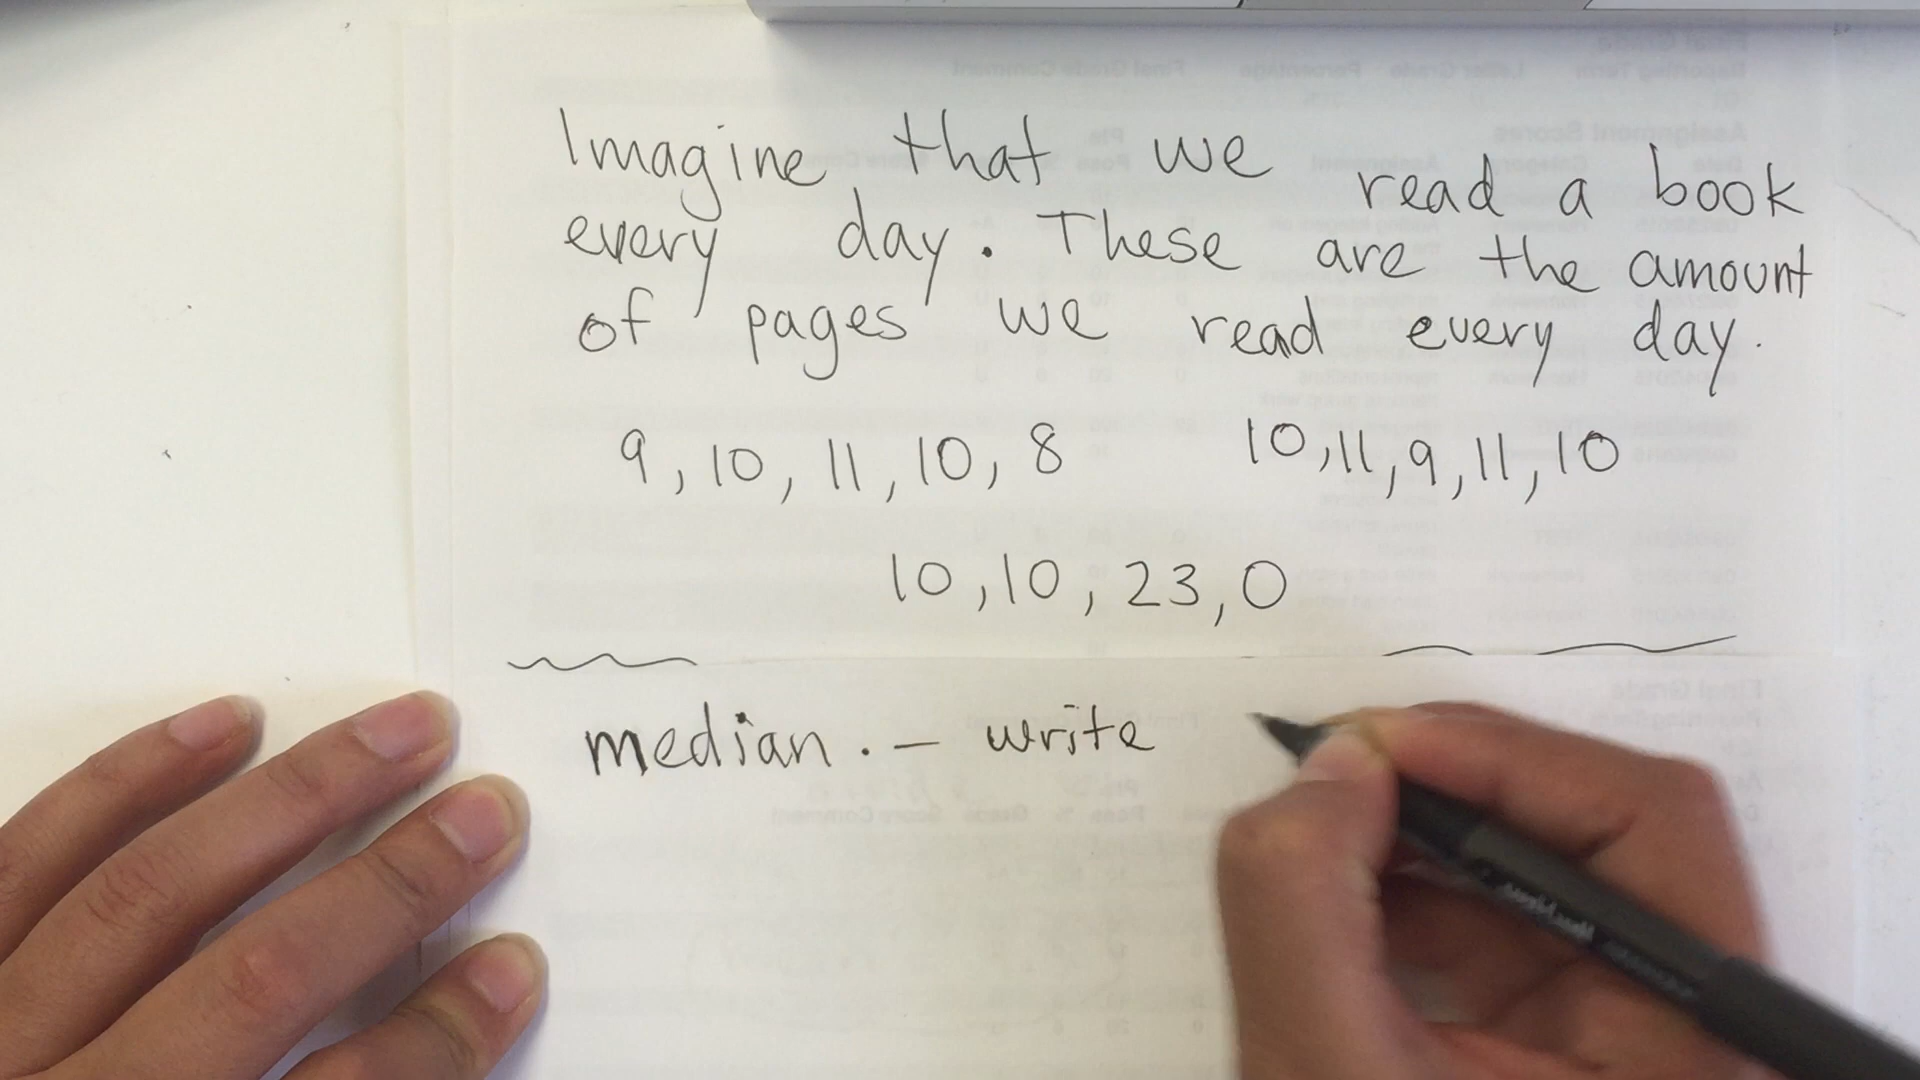 Imagine that we read a book
every day. These are the amount
of pages we read every day.
9, 10, 11, 10, 8 10, 11, 9, 11, 10
10, 10, 23, 0
median. - write